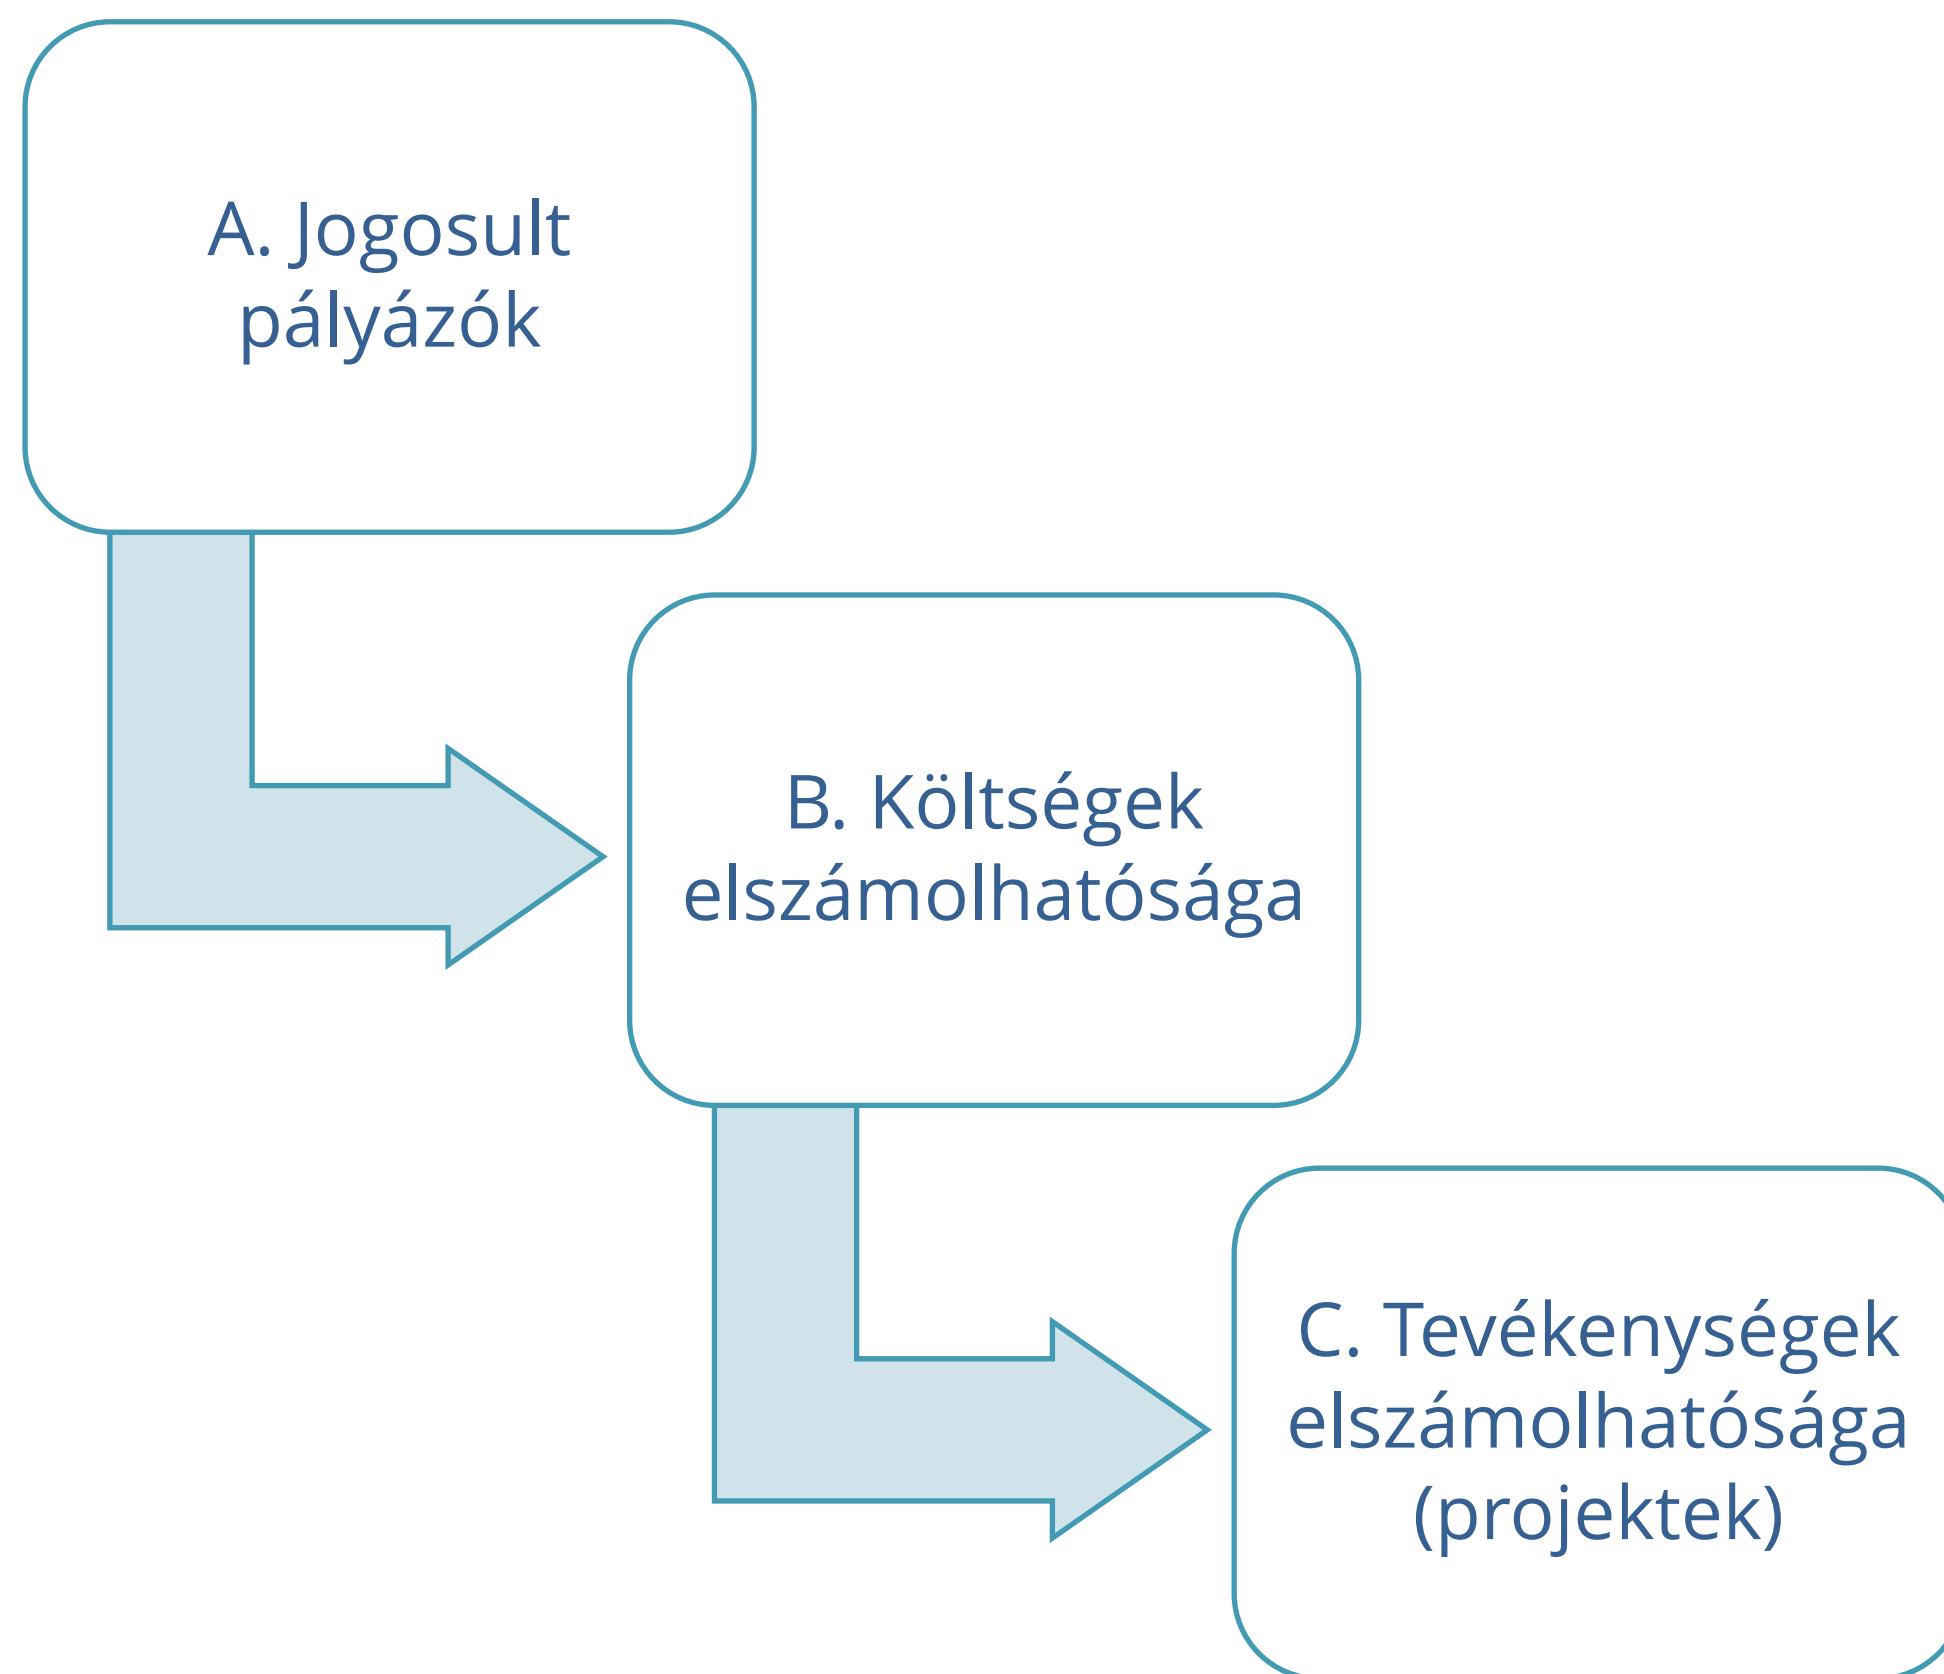 A. Jogosult
pályázók
B. Költségek
elszámolhatósága
C. Tevékenységek
elszámolhatósága
(projektek)